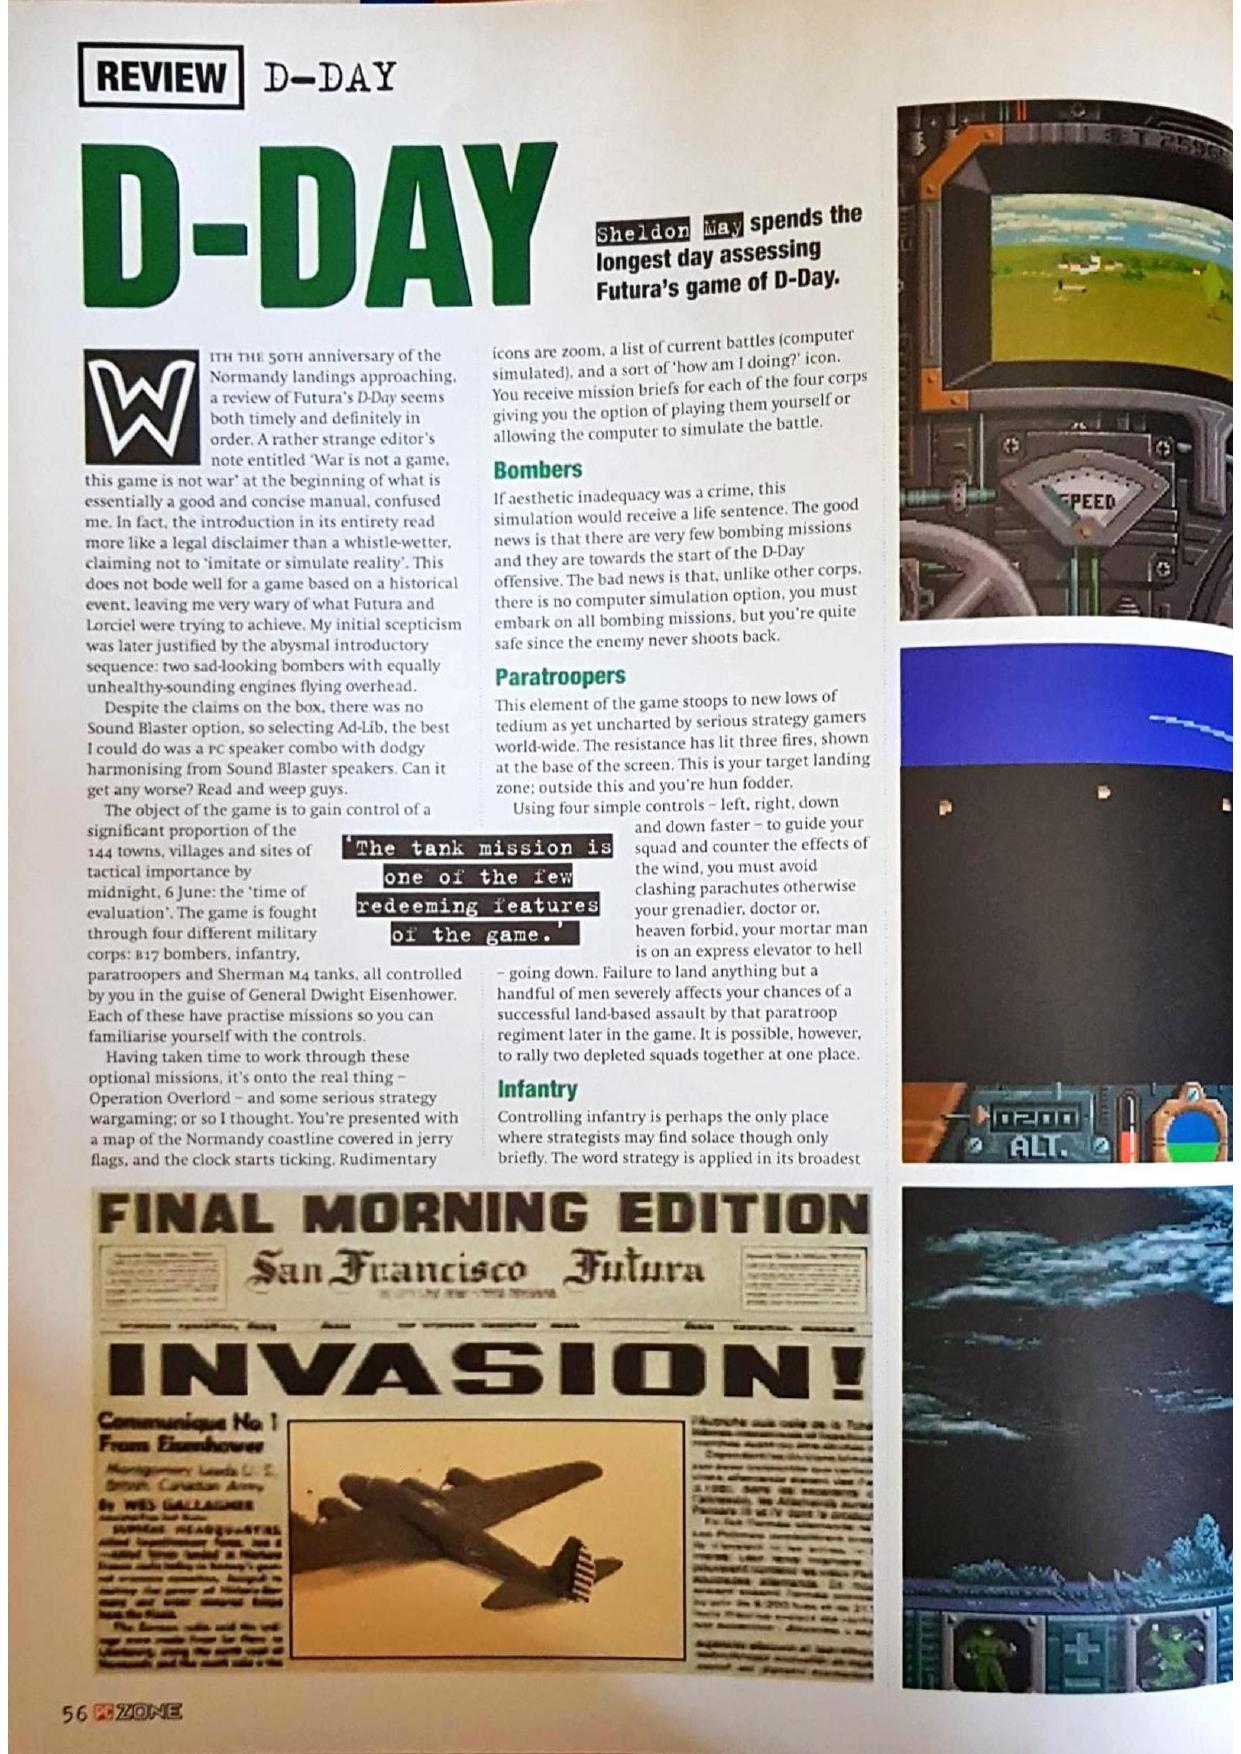 REVIEW D-DAY
D-DAY
Sheldon May spends the
longest day assessing
Futura's game of D-Day.
WITH THE 50TH anniversary of the
Normandy landings approaching,
a review of Futura's D-Day seems
both timely and definitely in
order. A rather strange editor's
note entitled 'War is not a game,
this game is not war' at the beginning of what is
essentially a good and concise manual, confused
me. In fact, the introduction in its entirety read
more like a legal disclaimer than a whistle-wetter,
claiming not to 'imitate or simulate reality'. This
does not bode well for a game based on a historical
event, leaving me very wary of what Futura and
Lorciel were trying to achieve. My initial scepticism
was later justified by the abysmal introductory
sequence: two sad-looking bombers with equally
unhealthy-sounding engines flying overhead.
Despite the claims on the box, there was no
Sound Blaster option, so selecting Ad-Lib, the best
I could do was a PC speaker combo with dodgy
harmonising from Sound Blaster speakers. Can it
get any worse? Read and weep guys.
The object of the game is to gain control of a
significant proportion of the
144 towns, villages and sites of
tactical importance by
midnight, 6 June: the 'time of
evaluation'. The game is fought
through four different military
corps: B17 bombers, infantry,
paratroopers and Sherman M4 tanks, all controlled
by you in the guise of General Dwight Eisenhower.
Each of these have practise missions so you can
familiarise yourself with the controls.
Having taken time to work through these
optional missions, it's onto the real thing –
Operation Overlord – and some serious strategy
wargaming; or so I thought. You're presented with
a map of the Normandy coastline covered in jerry
flags, and the clock starts ticking. Rudimentary
'The tank mission is
one of the few
redeeming features
of the game.'
icons are zoom, a list of current battles (computer
simulated), and a sort of 'how am I doing?' icon.
You receive mission briefs for each of the four corps
giving you the option of playing them yourself or
allowing the computer to simulate the battle.
Bombers
If aesthetic inadequacy was a crime, this
simulation would receive a life sentence. The good
news is that there are very few bombing missions
and they are towards the start of the D-Day
offensive. The bad news is that, unlike other corps,
there is no computer simulation option, you must
embark on all bombing missions, but you're quite
safe since the enemy never shoots back.
Paratroopers
This element of the game stoops to new lows of
tedium as yet uncharted by serious strategy gamers
world-wide. The resistance has lit three fires, shown
at the base of the screen. This is your target landing
zone; outside this and you're hun fodder.
Using four simple controls – left, right, down
and down faster – to guide your
squad and counter the effects of
the wind, you must avoid
clashing parachutes otherwise
your grenadier, doctor or,
heaven forbid, your mortar man
is on an express elevator to hell
– going down. Failure to land anything but a
handful of men severely affects your chances of a
successful land-based assault by that paratroop
regiment later in the game. It is possible, however,
to rally two depleted squads together at one place.
Infantry
Controlling infantry is perhaps the only place
where strategists may find solace though only
briefly. The word strategy is applied in its broadest
SPEED
0200
ALT.
FINAL MORNING EDITION
San Francisco Futura
INVASION!
Communique No 1
From Eisenhower
Montgomery Leads U. S.
British Canadian Army
By WES GALLAGHER
SUPREME HEADQUARTERS
56 PC ZONE